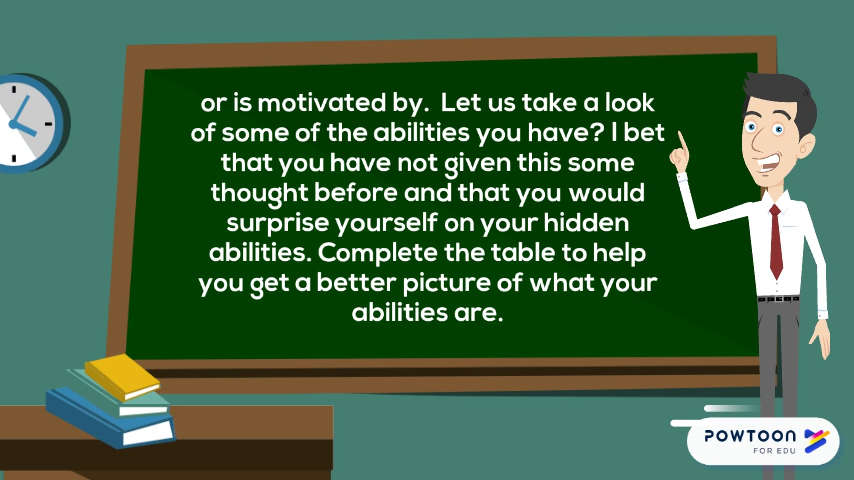 or is motivated by.  Let us take a look
of some of the abilities you have? I bet
that you have not given this some
thought before and that you would
surprise yourself on your hidden
abilities. Complete the table to help
you get a better picture of what your
abilities are.
POWTOON
FOR EDU